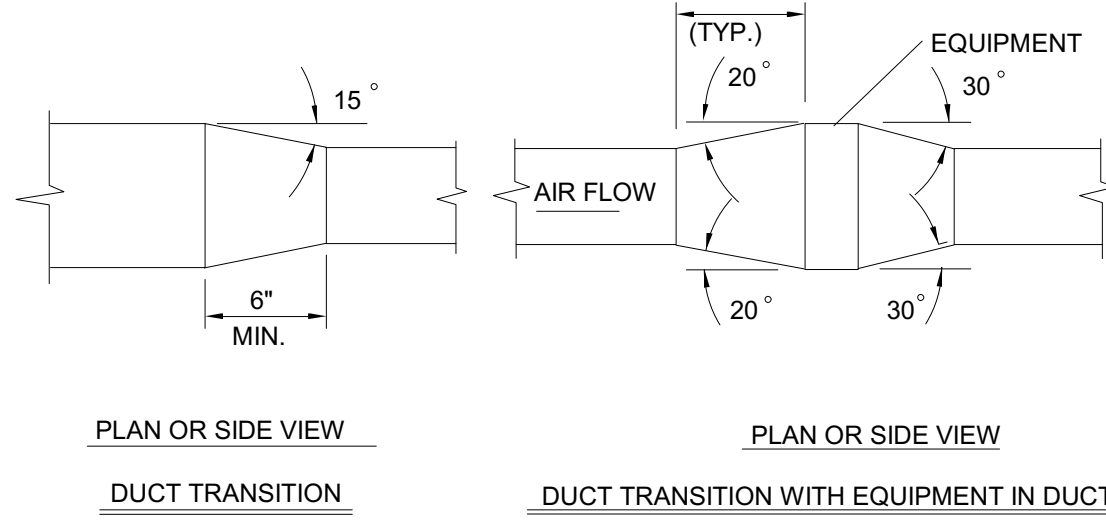 15°
6"
MIN.
PLAN OR SIDE VIEW
DUCT TRANSITION
(TYP.)
20°
EQUIPMENT
30°
AIR FLOW
20°
30°
PLAN OR SIDE VIEW
DUCT TRANSITION WITH EQUIPMENT IN DUCT